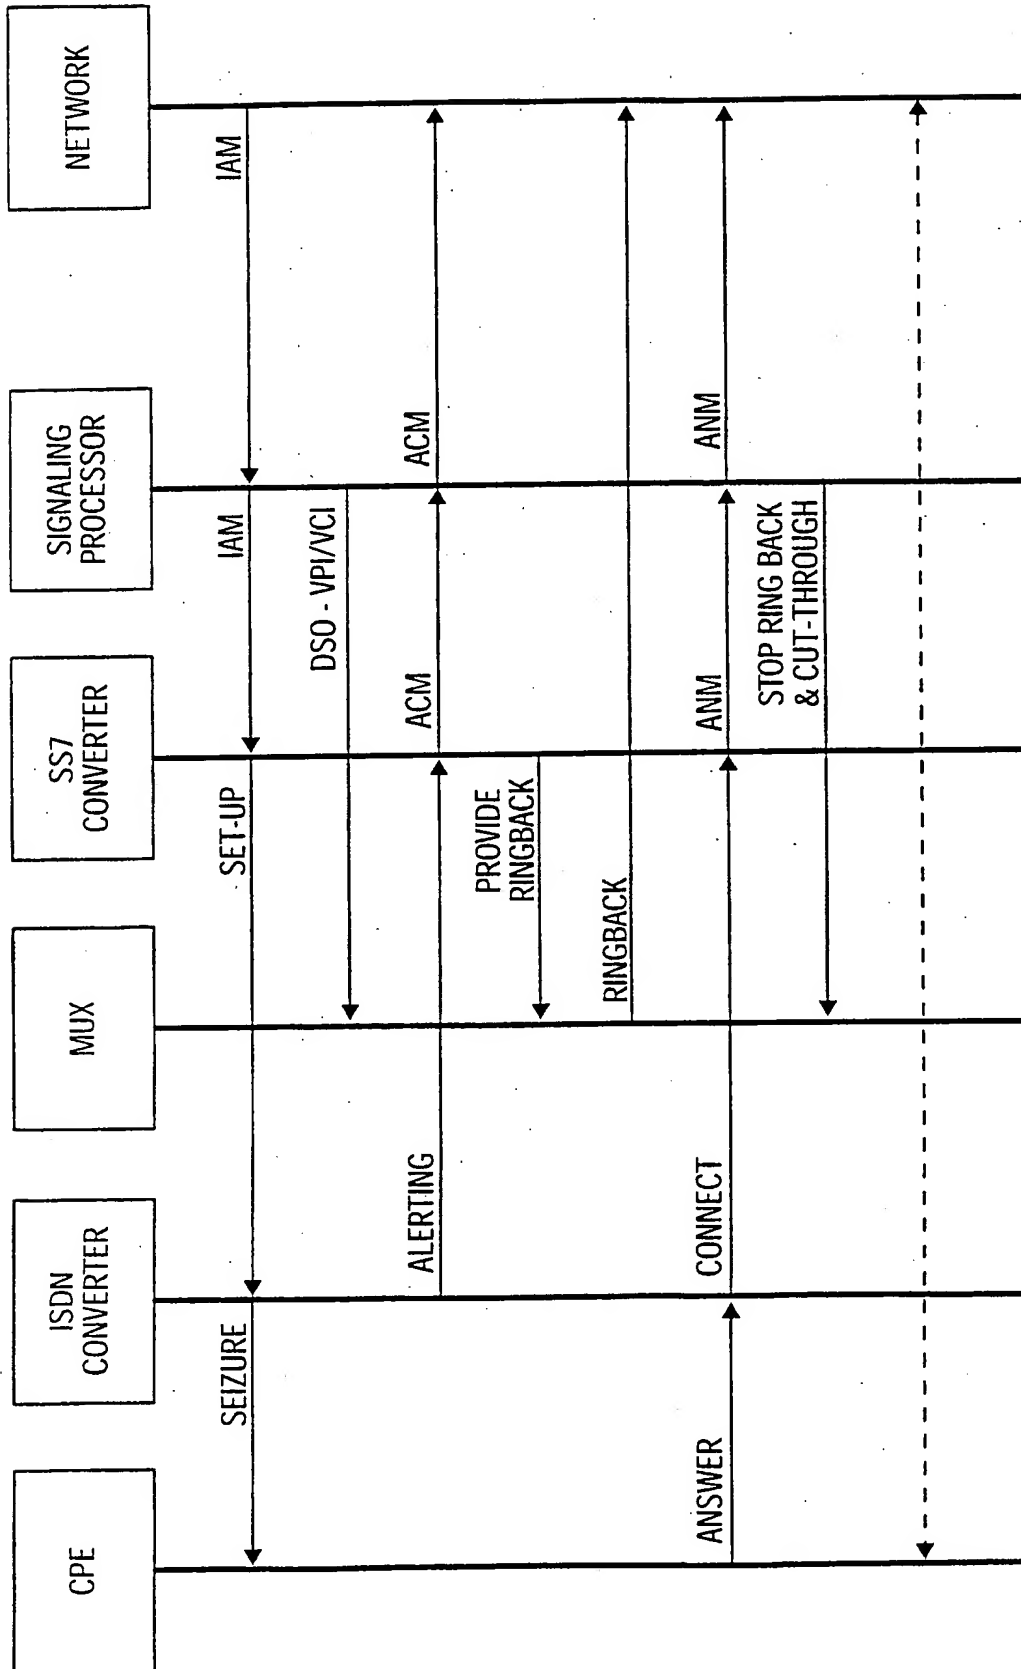 CPE
ISDN
CONVERTER
MUX
SS7
CONVERTER
SIGNALING
PROCESSOR
NETWORK
SEIZURE
SET-UP
IAM
IAM
DSO - VPI/VCI
ALERTING
ACM
ACM
PROVIDE
RINGBACK
RINGBACK
ANSWER
CONNECT
ANM
ANM
STOP RING BACK
& CUT-THROUGH